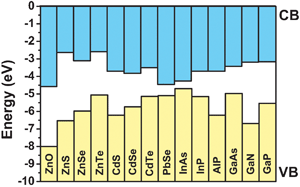 CB
0
-1
-2
-3
-4
-5
-6
-7
-8
-9
-10
Energy (eV)
ZnO
ZnS
ZnSe
ZnTe
CdS
CdSe
CdTe
PbSe
InAs
InP
AlP
GaAs
GaN
GaP
VB